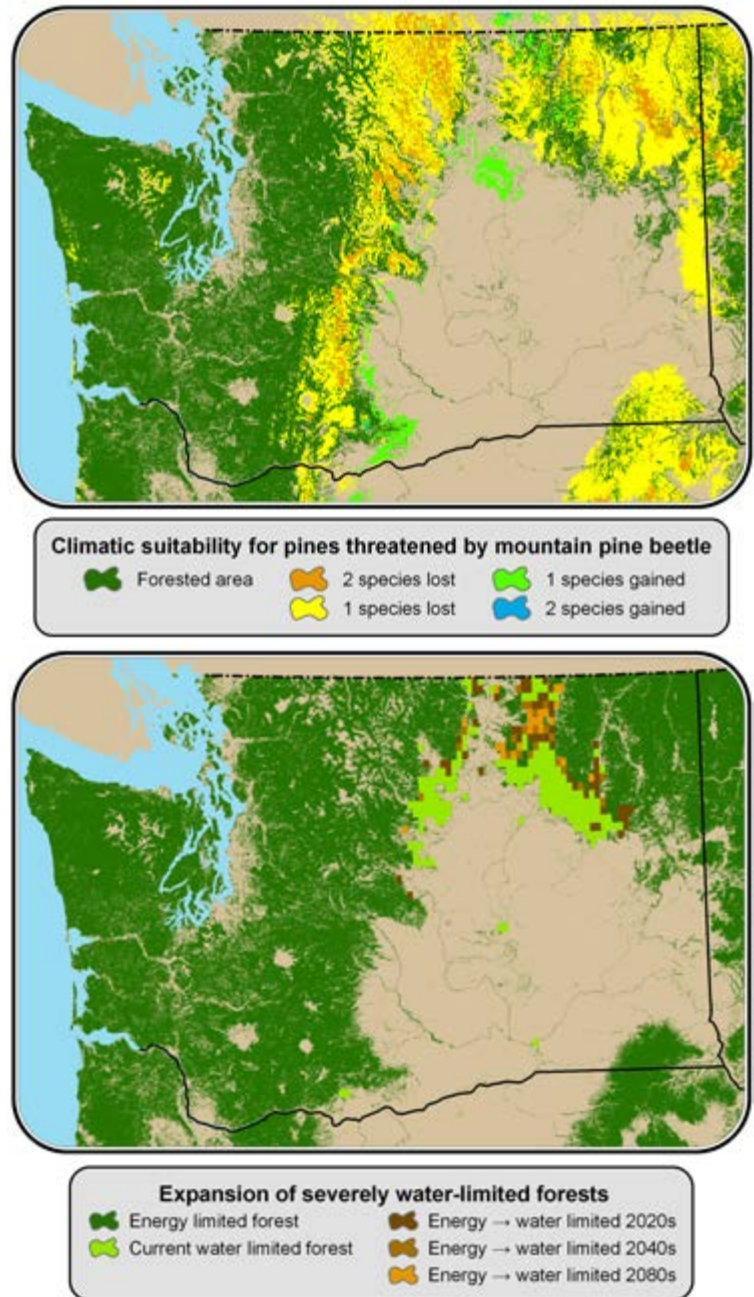 Climatic suitability for pines threatened by mountain pine beetle
Forested area 2 species lost 1 species gained
1 species lost 2 species gained
Expansion of severely water-limited forests
Energy limited forest Energy → water limited 2020s
Current water limited forest Energy → water limited 2040s
Energy → water limited 2080s